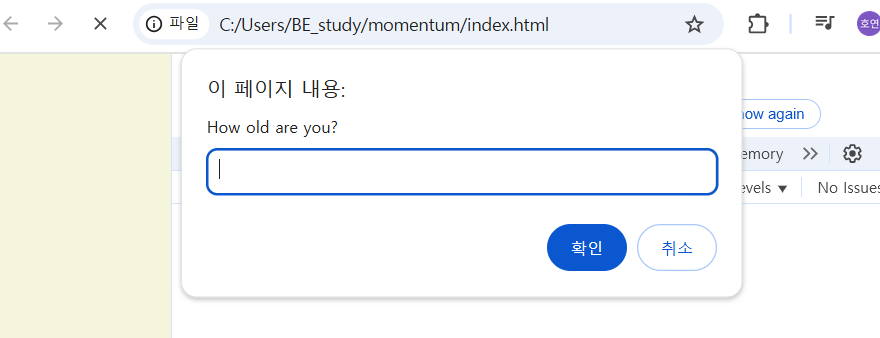 파일 C:/Users/BE_study/momentum/index.html 호연
이 페이지 내용:
How old are you?
now again
emory
evels ▼ No Issues
확인 취소